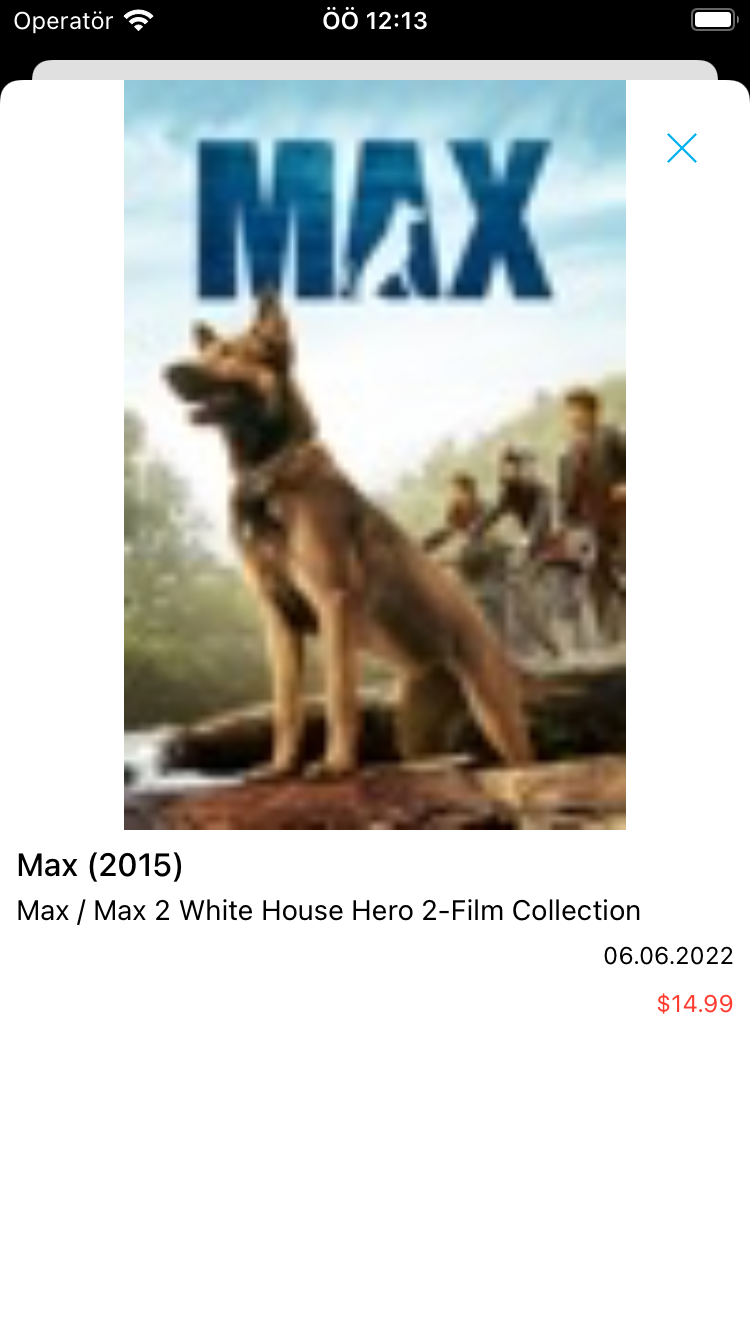 Operatör
ÖÖ 12:13
MAX
Max (2015)
Max / Max 2 White House Hero 2-Film Collection
06.06.2022
$14.99